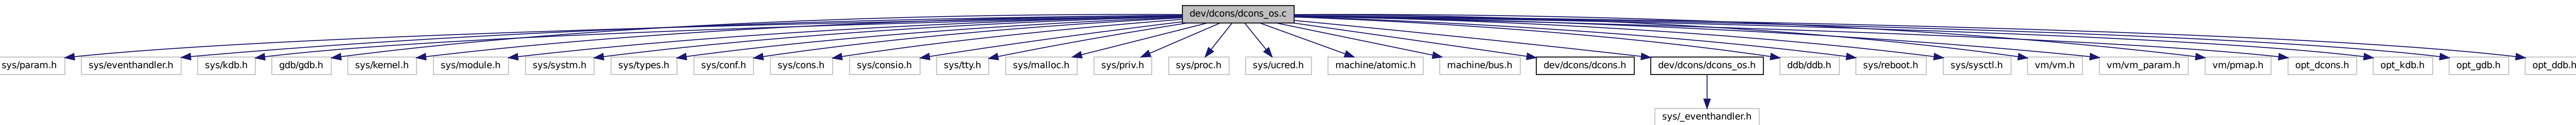 dev/dcons/dcons_os.c
sys/param.h
sys/eventhandler.h
sys/kdb.h
gdb/gdb.h
sys/kernel.h
sys/module.h
sys/systm.h
sys/types.h
sys/conf.h
sys/cons.h
sys/consio.h
sys/tty.h
sys/malloc.h
sys/priv.h
sys/proc.h
sys/ucred.h
machine/atomic.h
machine/bus.h
dev/dcons/dcons.h
dev/dcons/dcons_os.h
ddb/ddb.h
sys/reboot.h
sys/sysctl.h
vm/vm.h
vm/vm_param.h
vm/pmap.h
opt_dcons.h
opt_kdb.h
opt_gdb.h
opt_ddb.h
sys/_eventhandler.h